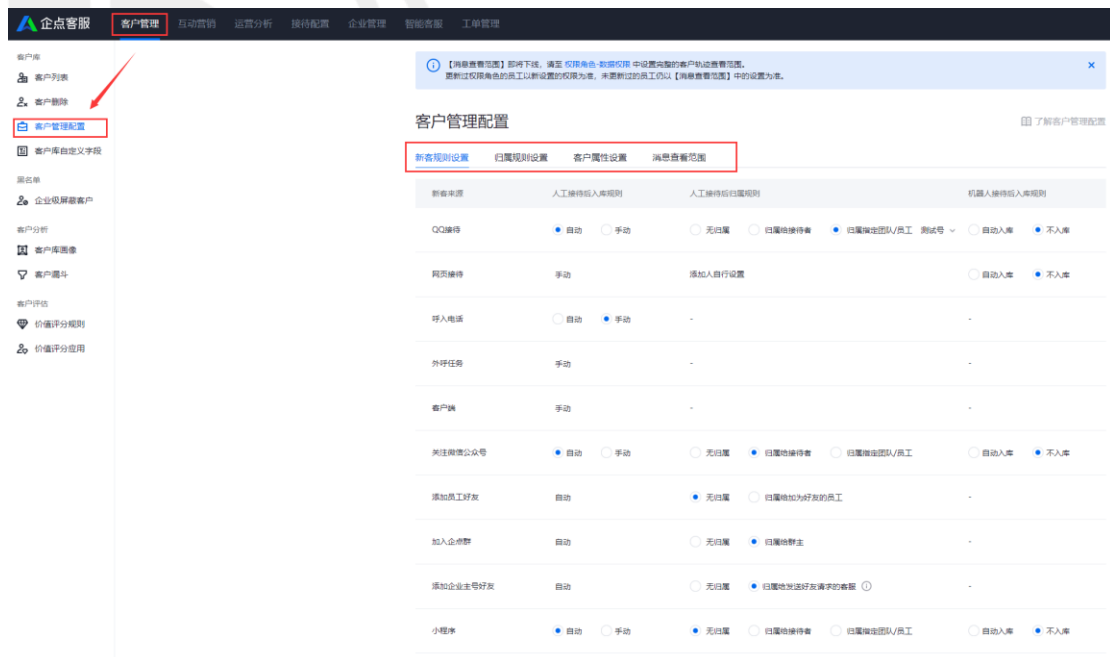 企点客服 客户管理 互动营销 运营分析 接待配置 企业管理 智能客服 工单管理
客户库
客户列表
客户删除
客户管理配置
客户库自定义字段
黑名单
企业级屏蔽客户
客户分析
客户库画像
客户漏斗
客户评估
价值评分规则
价值评分应用
【消息查看范围】即将下线，请至 权限角色-数据权限 中设置完整的客户轨迹查看范围。
更新过权限角色的员工以新设置的权限为准，未更新过的员工仍以【消息查看范围】中的设置为准。
客户管理配置 了解客户管理配置
新客规则设置 归属规则设置 客户属性设置 消息查看范围
新客来源 人工接待后入库规则 人工接待后归属规则 机器人接待后入库规则
QQ接待 自动 手动 无归属 归属给接待者 归属指定团队/员工 测试号 自动入库 不入库
网页接待 手动 添加人自行设置 自动入库 不入库
呼入电话 自动 手动 - -
外呼任务 手动 - -
客户端 手动 - -
关注微信公众号 自动 手动 无归属 归属给接待者 归属指定团队/员工 自动入库 不入库
添加员工好友 自动 无归属 归属给加为好友的员工 -
加入企点群 自动 无归属 归属给群主 -
添加企业主号好友 自动 无归属 归属给发送好友请求的客服 -
小程序 自动 手动 无归属 归属给接待者 归属指定团队/员工 自动入库 不入库